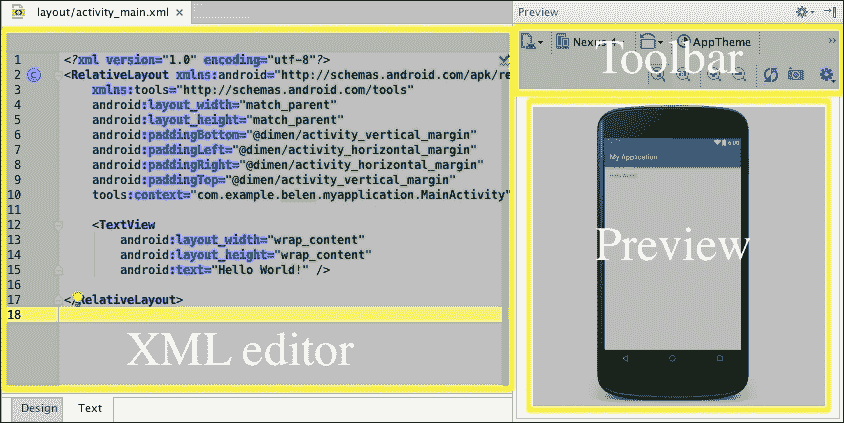 layout/activity_main.xml
Preview
Nexus 4
AppTheme
Toolbar
1 <?xml version="1.0" encoding="utf-8"?>
2 <RelativeLayout xmlns:android="http://schemas.android.com/apk/re
3 xmlns:tools="http://schemas.android.com/tools"
4 android:layout_width="match_parent"
5 android:layout_height="match_parent"
6 android:paddingBottom="@dimen/activity_vertical_margin"
7 android:paddingLeft="@dimen/activity_horizontal_margin"
8 android:paddingRight="@dimen/activity_horizontal_margin"
9 android:paddingTop="@dimen/activity_vertical_margin"
10 tools:context="com.example.belen.myapplication.MainActivity"
11
12 <TextView
13 android:layout_width="wrap_content"
14 android:layout_height="wrap_content"
15 android:text="Hello World!" />
16
17 </RelativeLayout>
18
XML editor
6:00
My Application
Preview
Design
Text